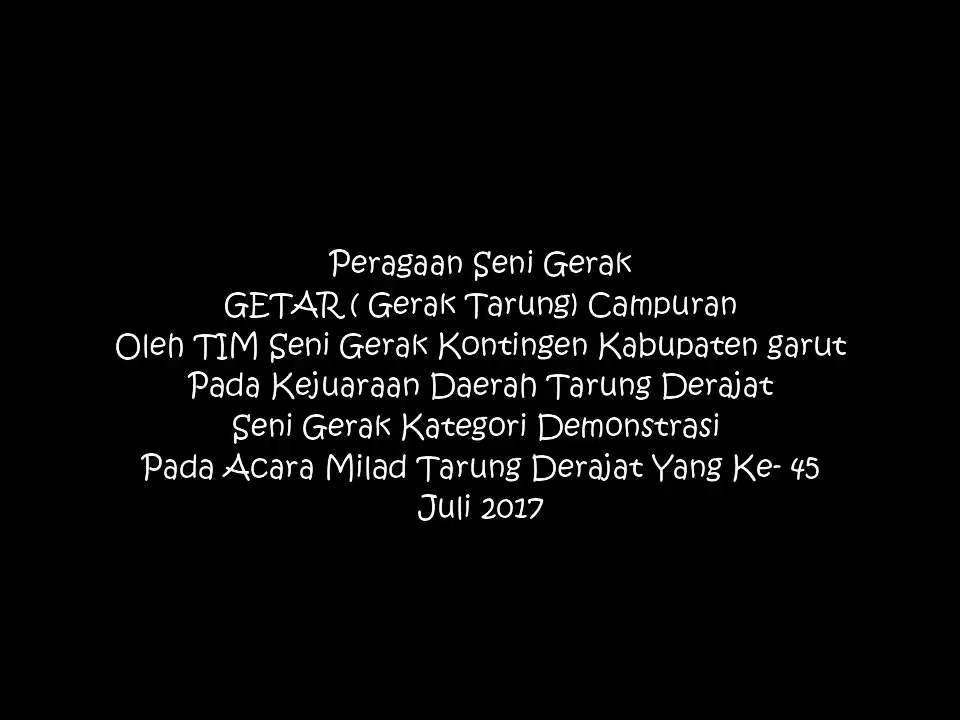 Peragaan Seni Gerak
GETAR ( Gerak Tarung) Campuran
Oleh TIM Seni Gerak Kontingen Kabupaten garut
Pada Kejuaraan Daerah Tarung Derajat
Seni Gerak Kategori Demonstrasi
Pada Acara Milad Tarung Derajat Yang Ke- 45
Juli 2017